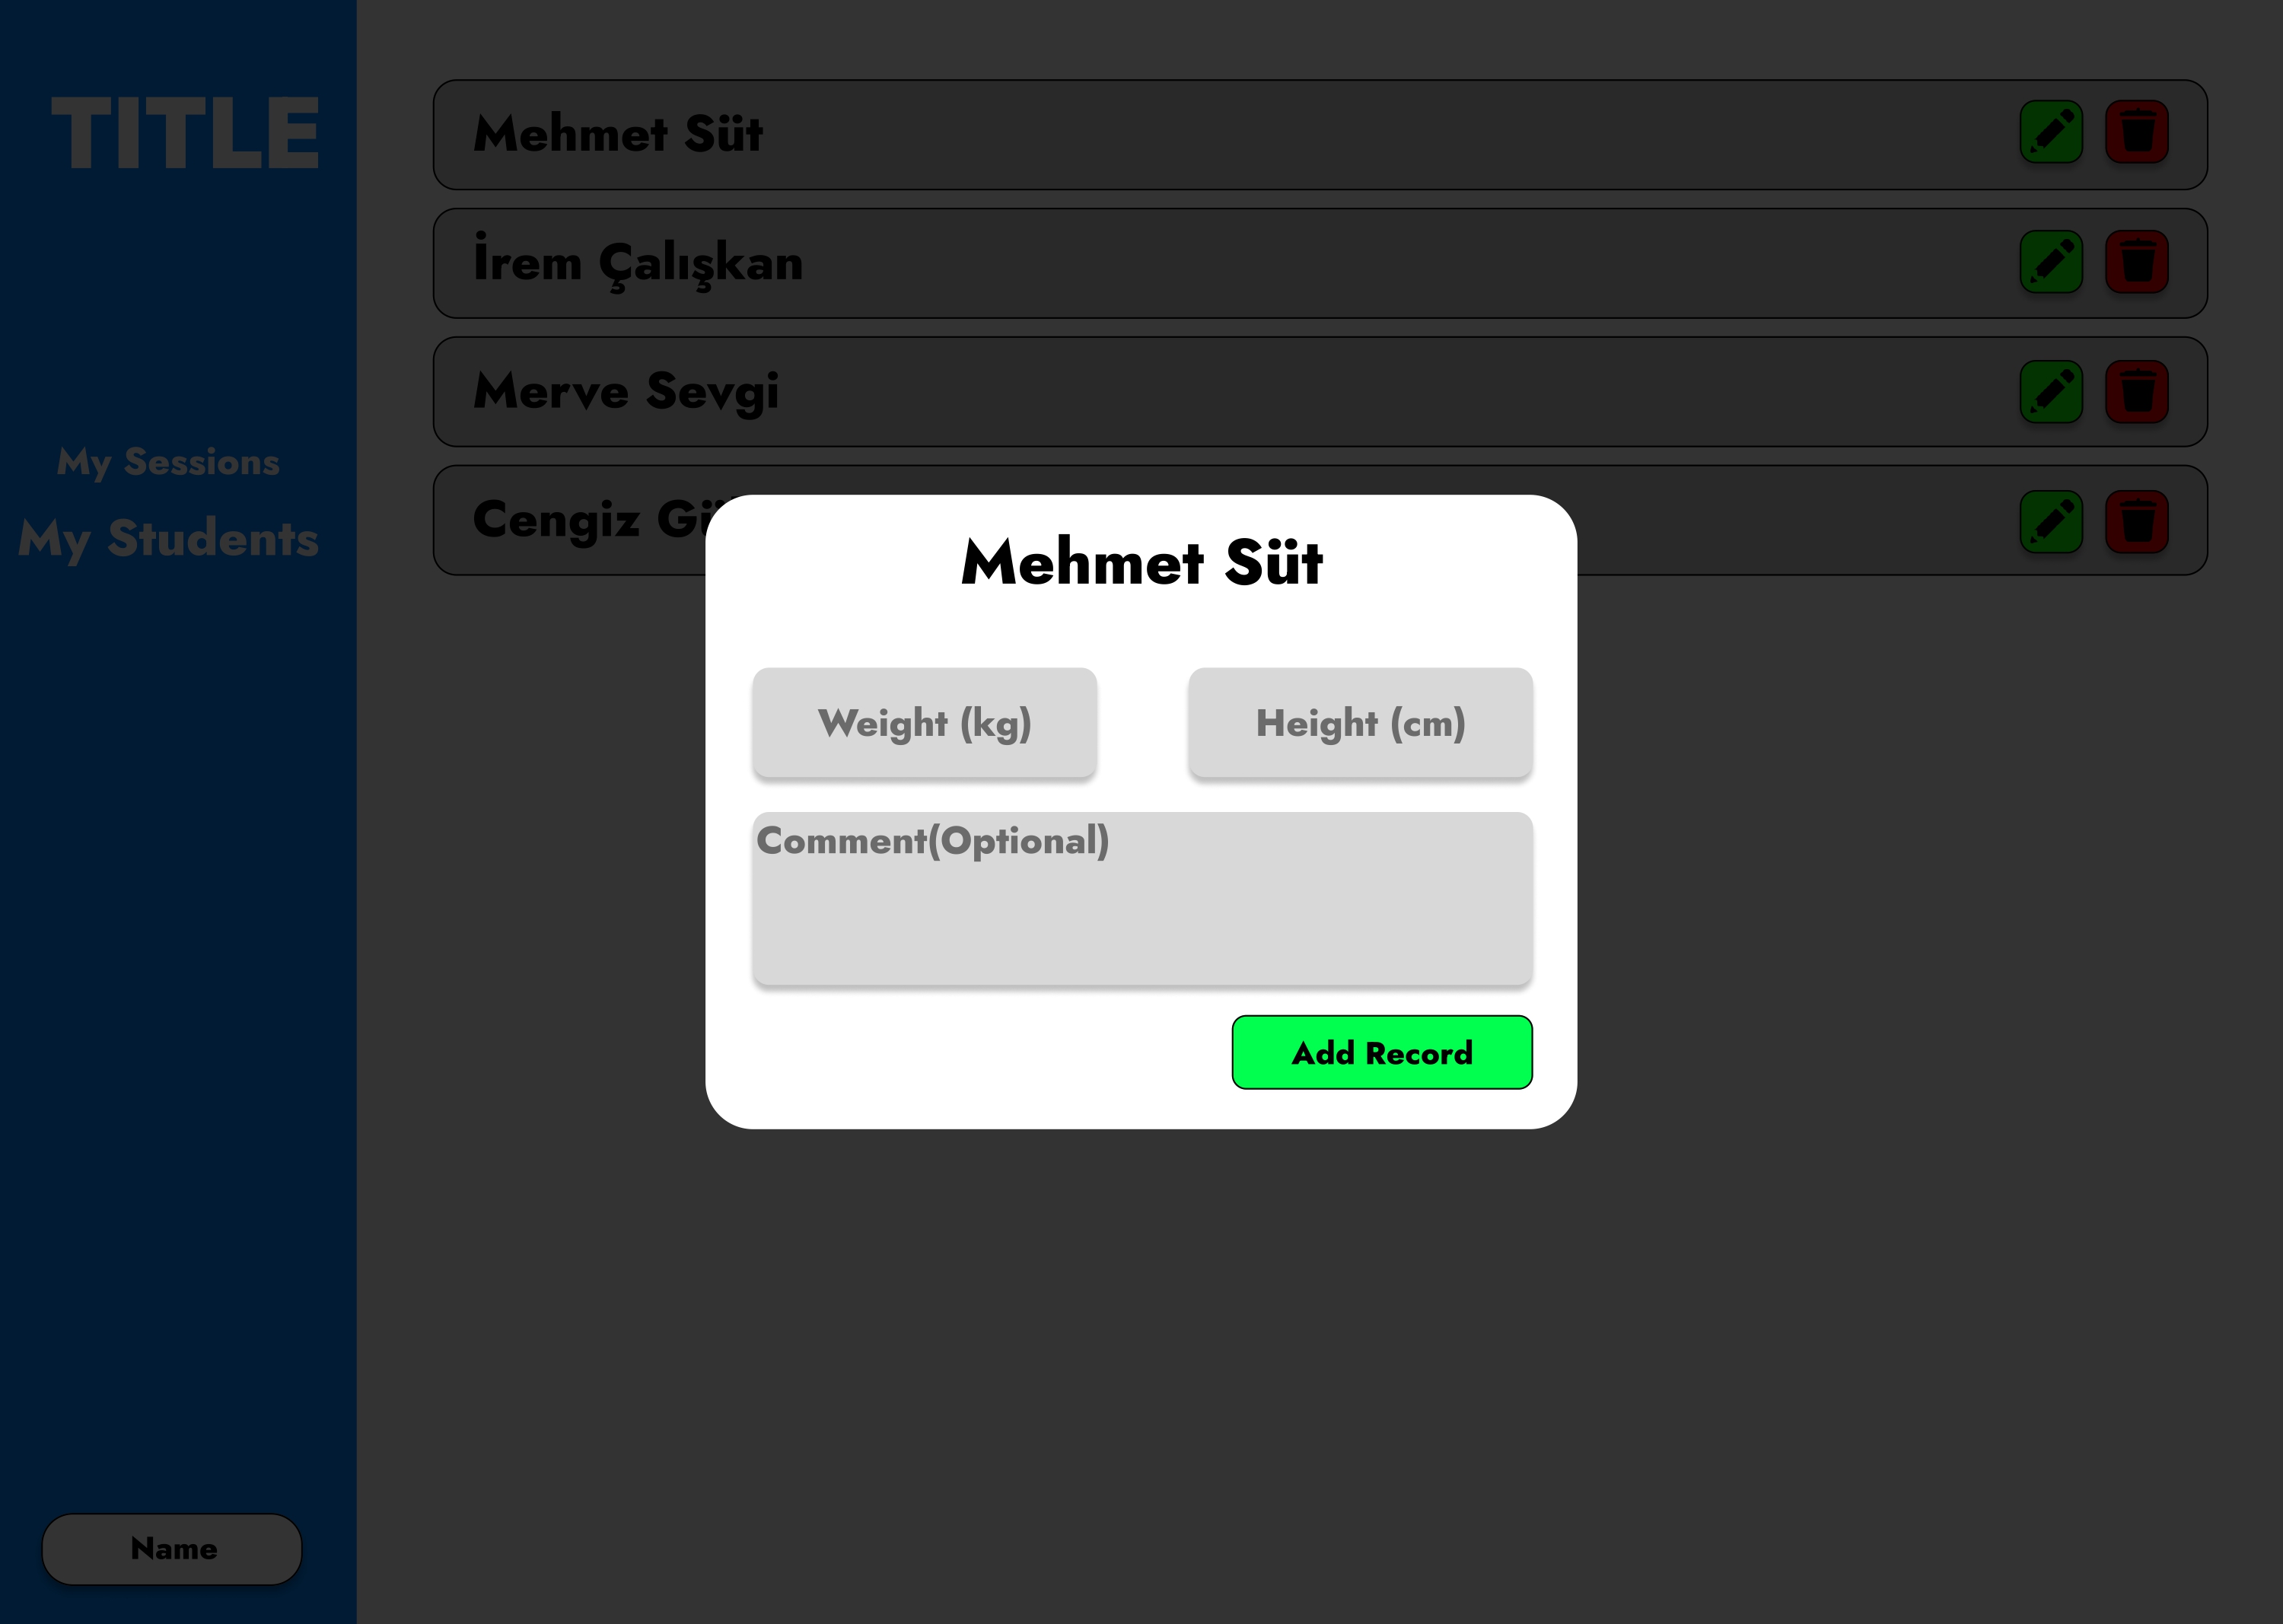 TITLE
My Sessions
My Students
Name
Mehmet Süt
İrem Çalışkan
Merve Sevgi
Cengiz
Mehmet Süt
Weight (kg)
Height (cm)
Comment(Optional)
Add Record